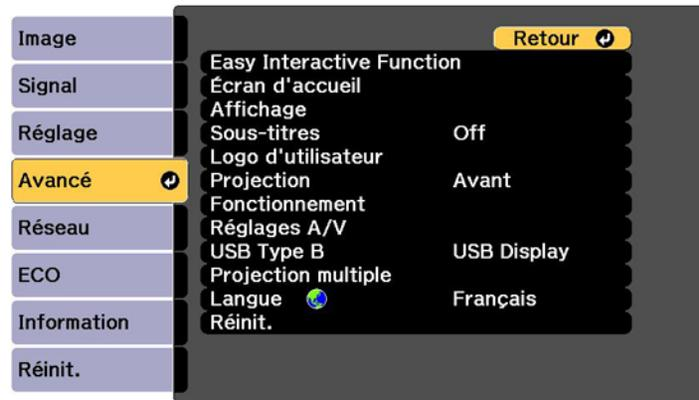 Image
Signal
Réglage
Avancé
Réseau
ECO
Information
Réinit.
Retour
Easy Interactive Function
Écran d'accueil
Affichage
Sous-titres Off
Logo d'utilisateur
Projection Avant
Fonctionnement
Réglages A/V
USB Type B USB Display
Projection multiple
Langue Français
Réinit.